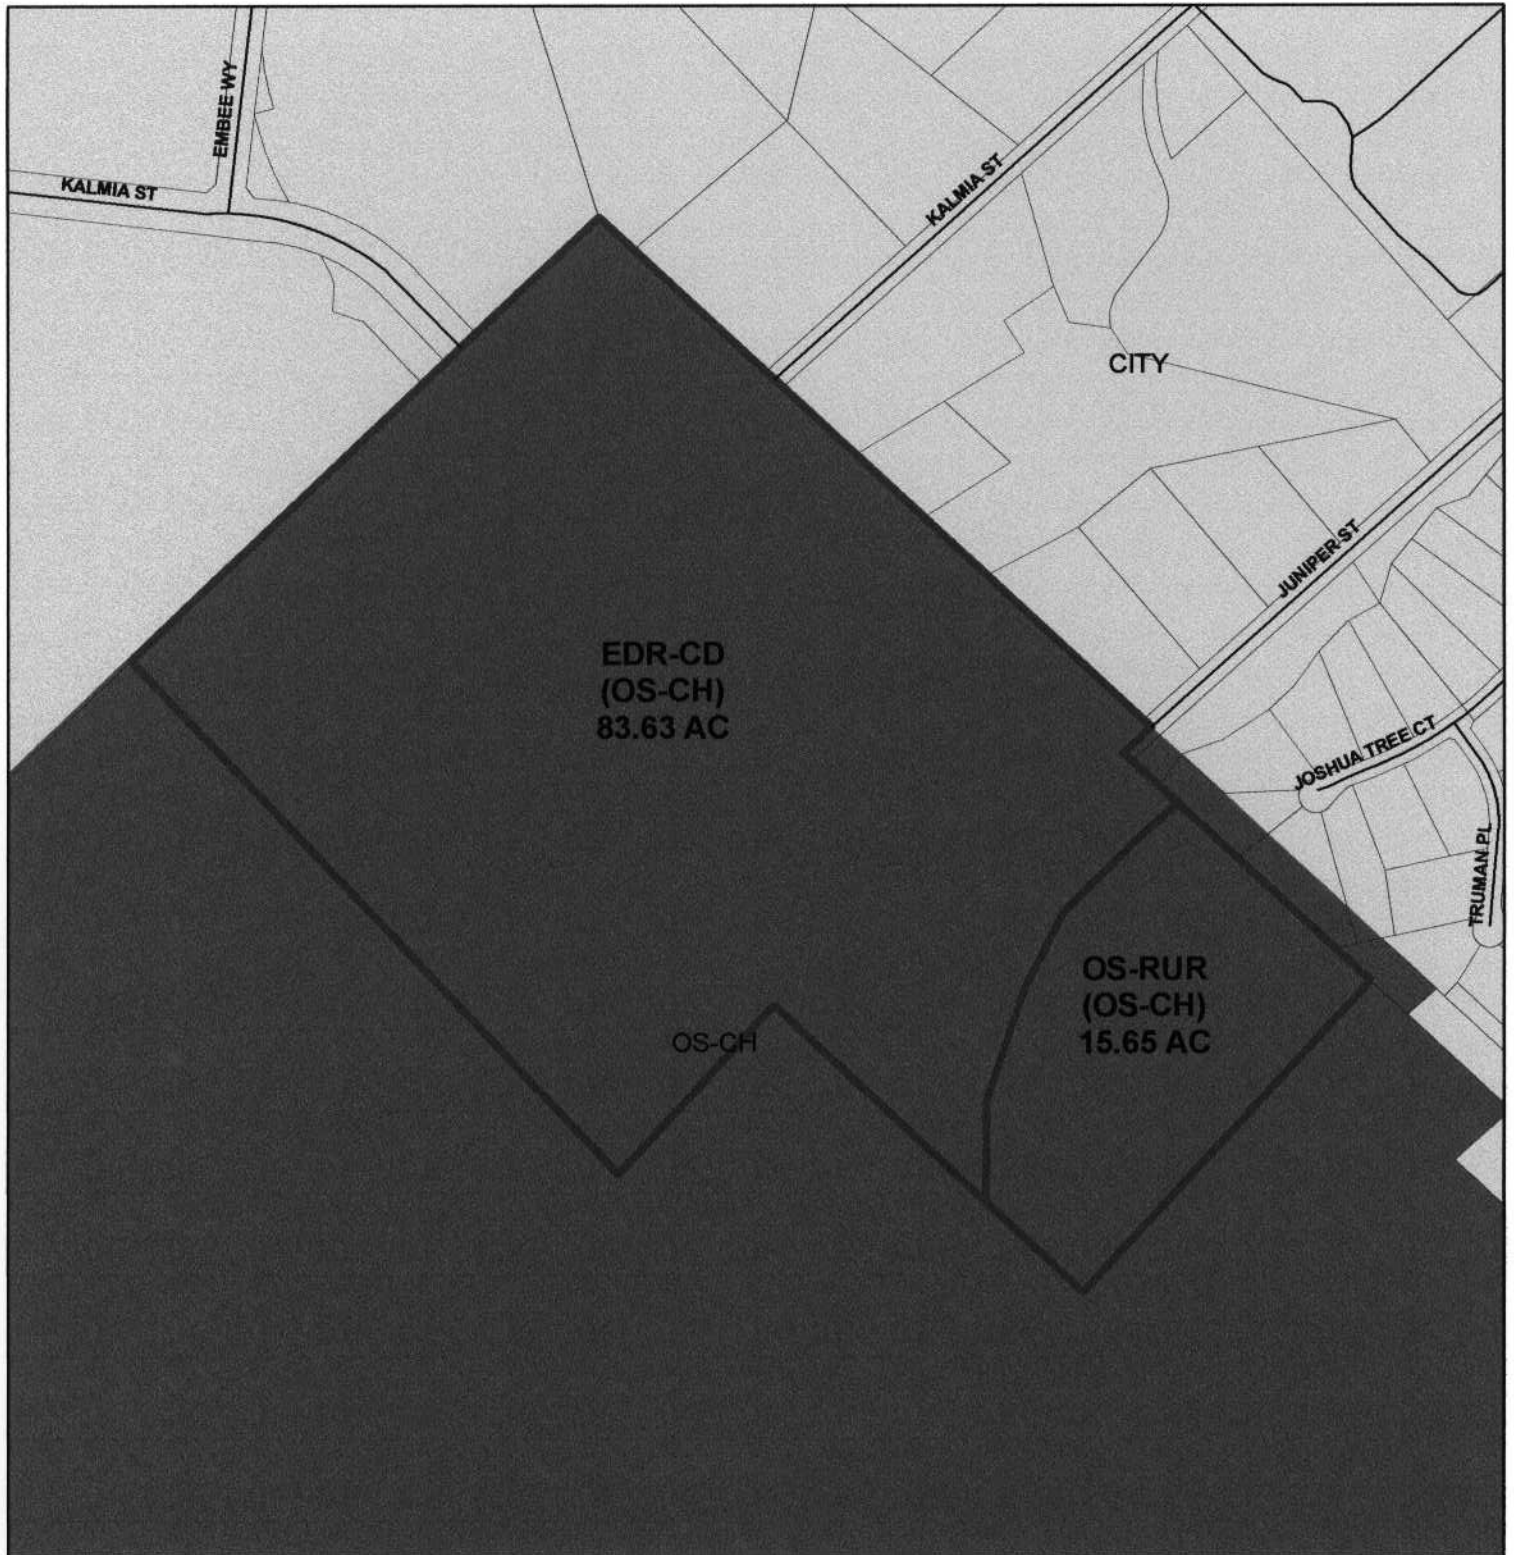 EMBEE WY
KALMIA ST
KALMIA ST
CITY
JUNIPER ST
EDR-CD
(OS-CH)
83.63 AC
JOSHUA TREE CT
TRUMAN PL
OS-RUR
(OS-CH)
15.65 AC
OS-CH